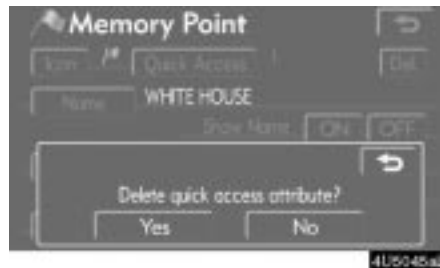 Memory Point
Icon Quick Access Del.
Name WHITE HOUSE
Show Name ON OFF
Delete quick access attribute?
Yes No
4U5045a